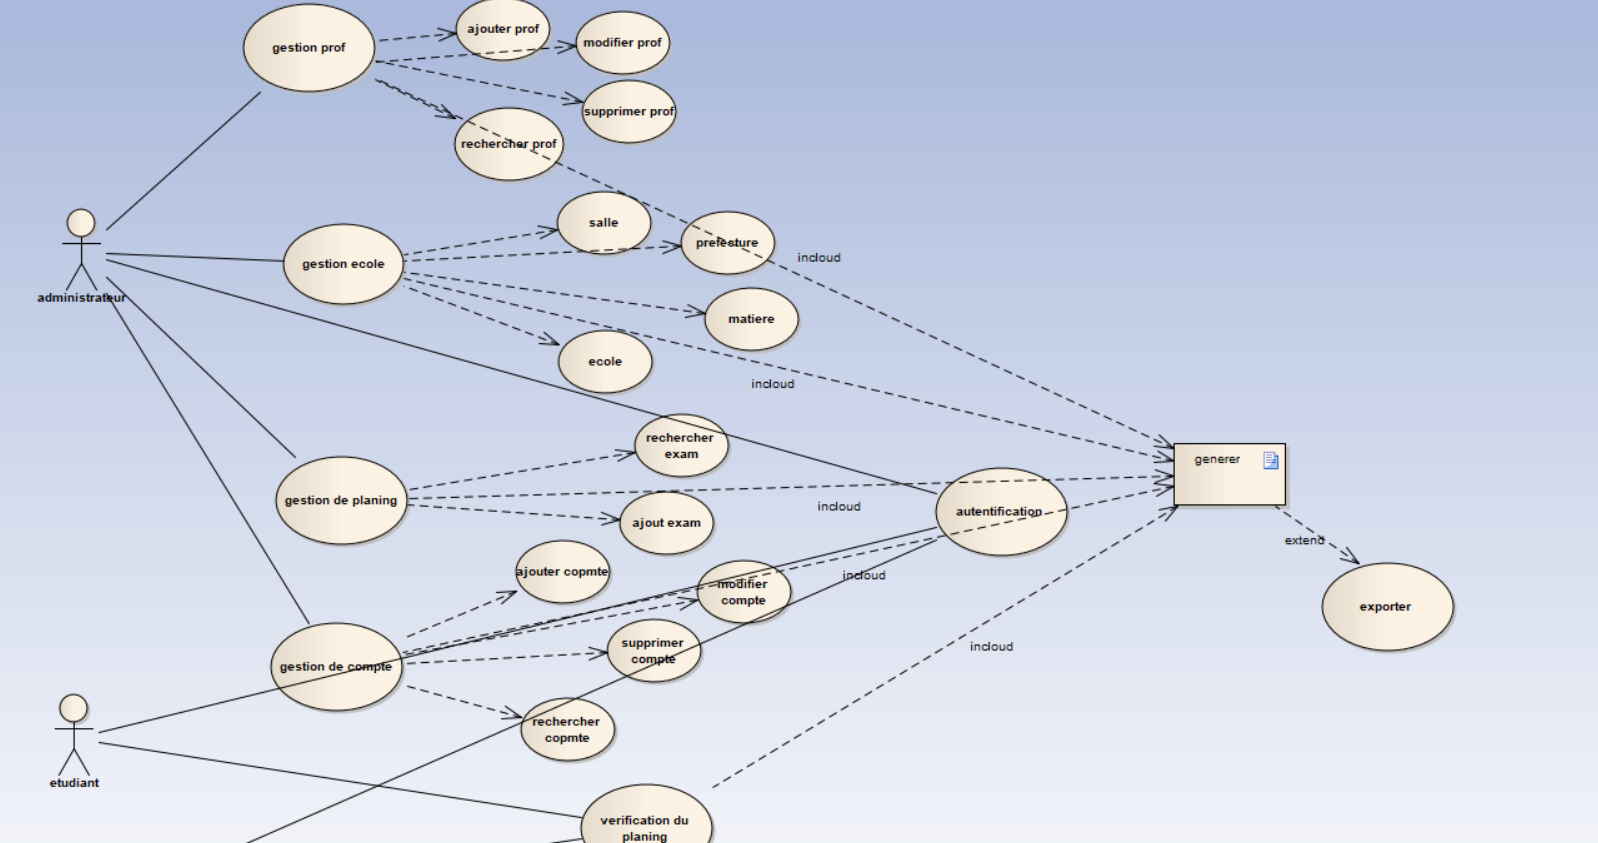 gestion prof
ajouter prof
modifier prof
supprimer prof
rechercher prof
administrateur
gestion ecole
salle
prefecture
incloud
matiere
ecole
incloud
rechercher
exam
gestion de planing
ajout exam
incloud
autentification
generer
extend
exporter
ajouter copmte
modifier
compte
incloud
gestion de compte
supprimer
compte
rechercher
copmte
incloud
etudiant
verification du
planing